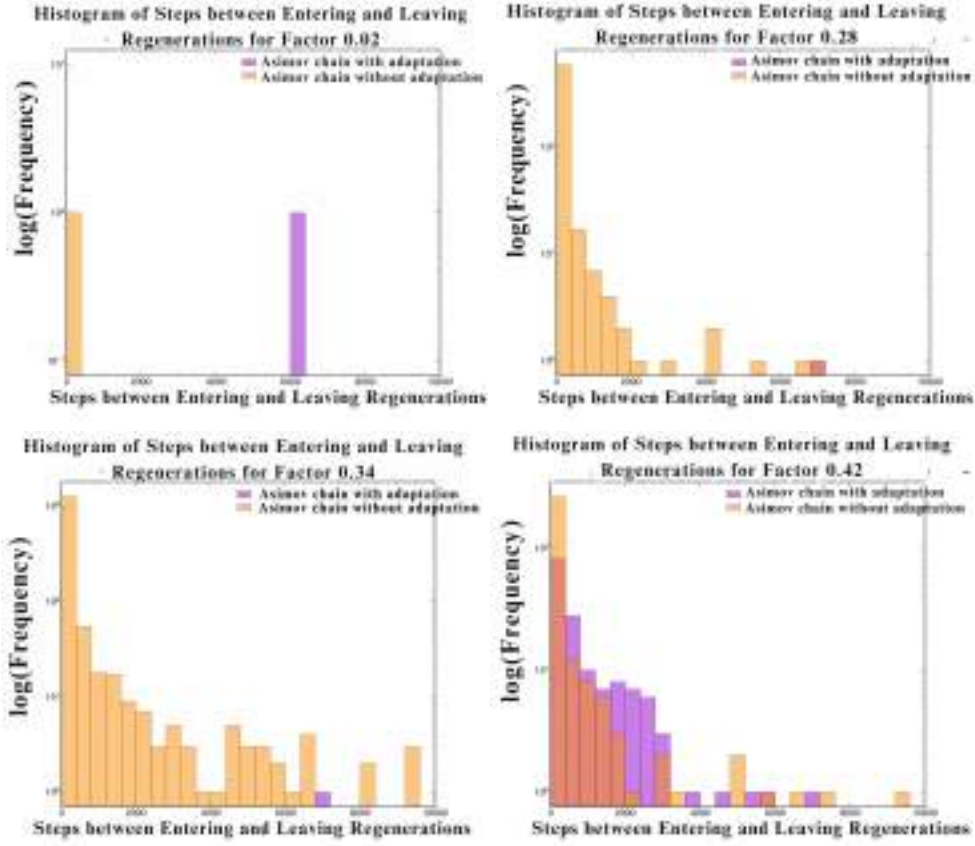 Histogram of Steps between Entering and Leaving
Regenerations for Factor 0.02
Asimov chain with adaptation
Asimov chain without adaptation
log(Frequency)
Steps between Entering and Leaving Regenerations
Histogram of Steps between Entering and Leaving
Regenerations for Factor 0.28
Asimov chain with adaptation
Asimov chain without adaptation
log(Frequency)
Steps between Entering and Leaving Regenerations
Histogram of Steps between Entering and Leaving
Regenerations for Factor 0.34
Asimov chain with adaptation
Asimov chain without adaptation
log(Frequency)
Steps between Entering and Leaving Regenerations
Histogram of Steps between Entering and Leaving
Regenerations for Factor 0.42
Asimov chain with adaptation
Asimov chain without adaptation
log(Frequency)
Steps between Entering and Leaving Regenerations